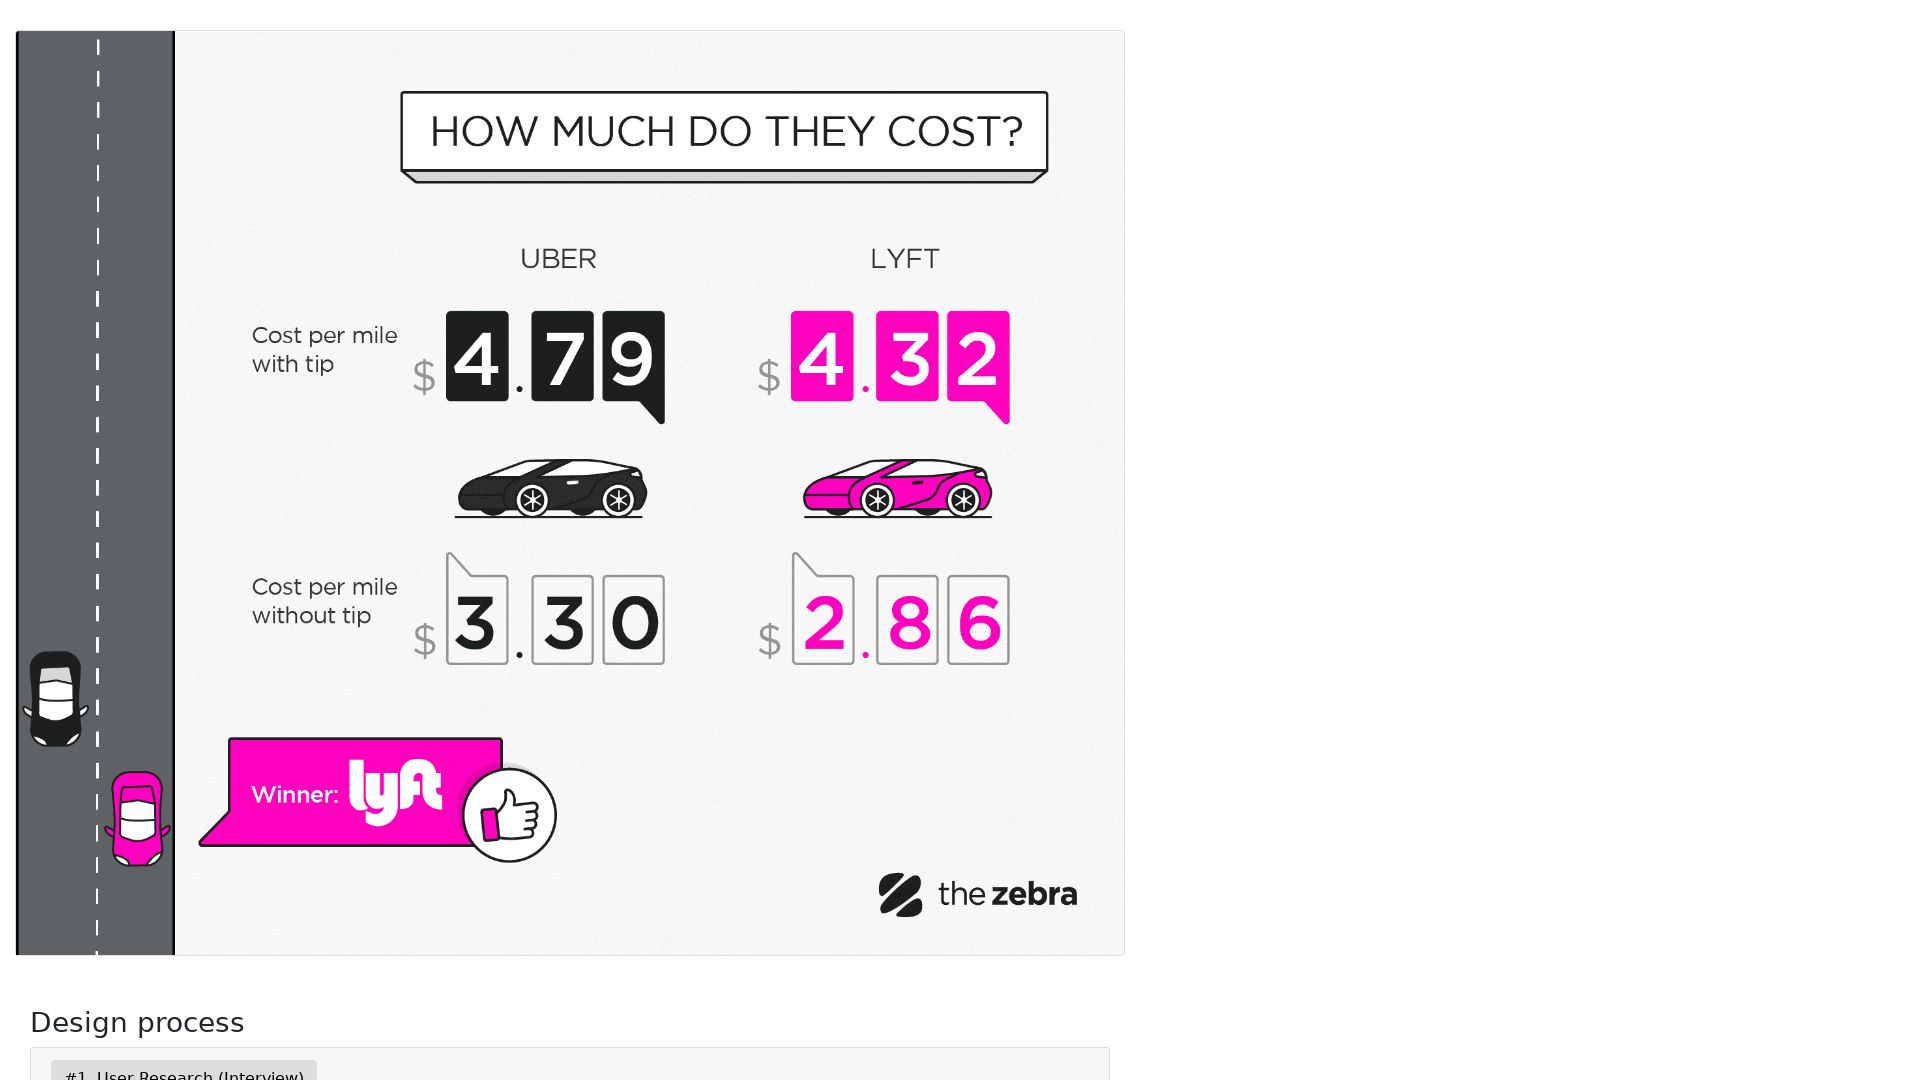 HOW MUCH DO THEY COST?
UBER
LYFT
Cost per mile
with tip
$4.79
$4.32
Cost per mile
without tip
$3.30
$2.86
Winner: lyft
the zebra
Design process
#1. User Research (Interview)